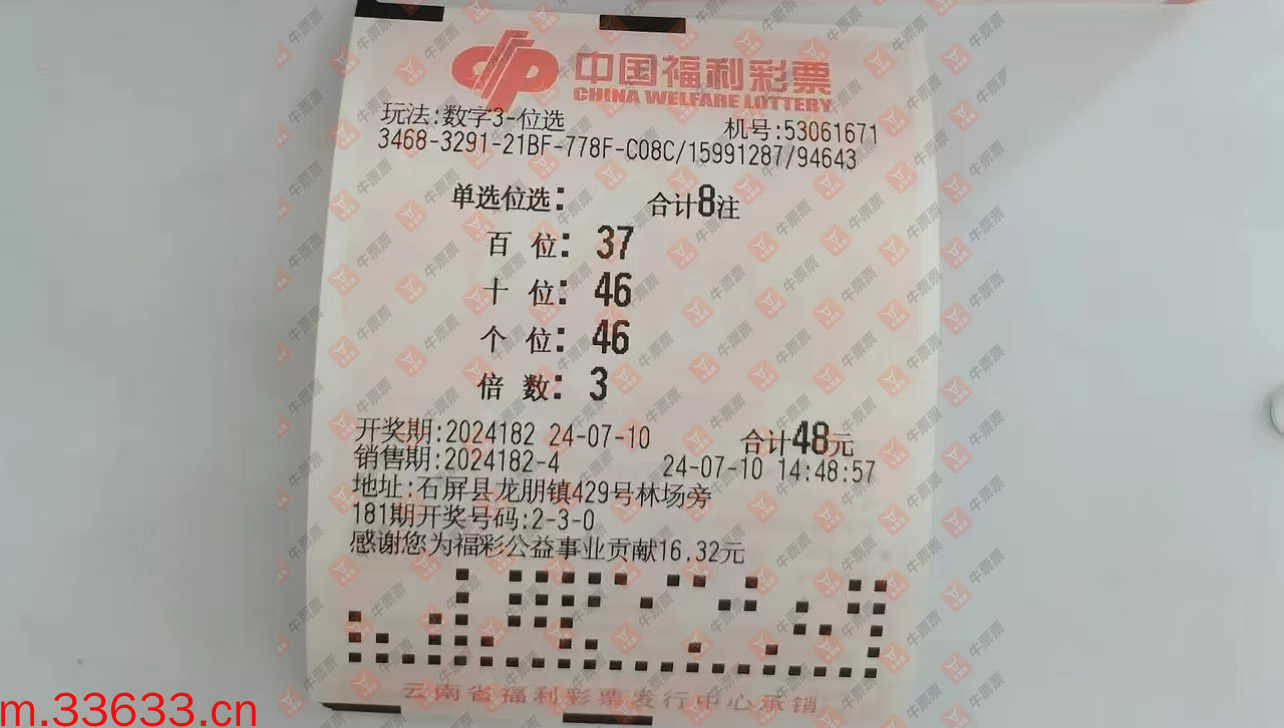 中国福利彩票
CHINA WELFARE LOTTERY
玩法:数字3-位选 机号:53061671
3468-3291-21BF-778F-C08C/15991287/94643
单选位选: 合计8注
百 位: 37
十 位: 46
个 位: 46
倍 数: 3
开奖期:2024182 24-07-10 合计48元
销售期:2024182-4 24-07-10 14:48:57
地址:石屏县龙朋镇429号林场旁
181期开奖号码:2-3-0
感谢您为福彩公益事业贡献16.32元
云南省福利彩票发行中心承销
m.33633.cn
牛票票